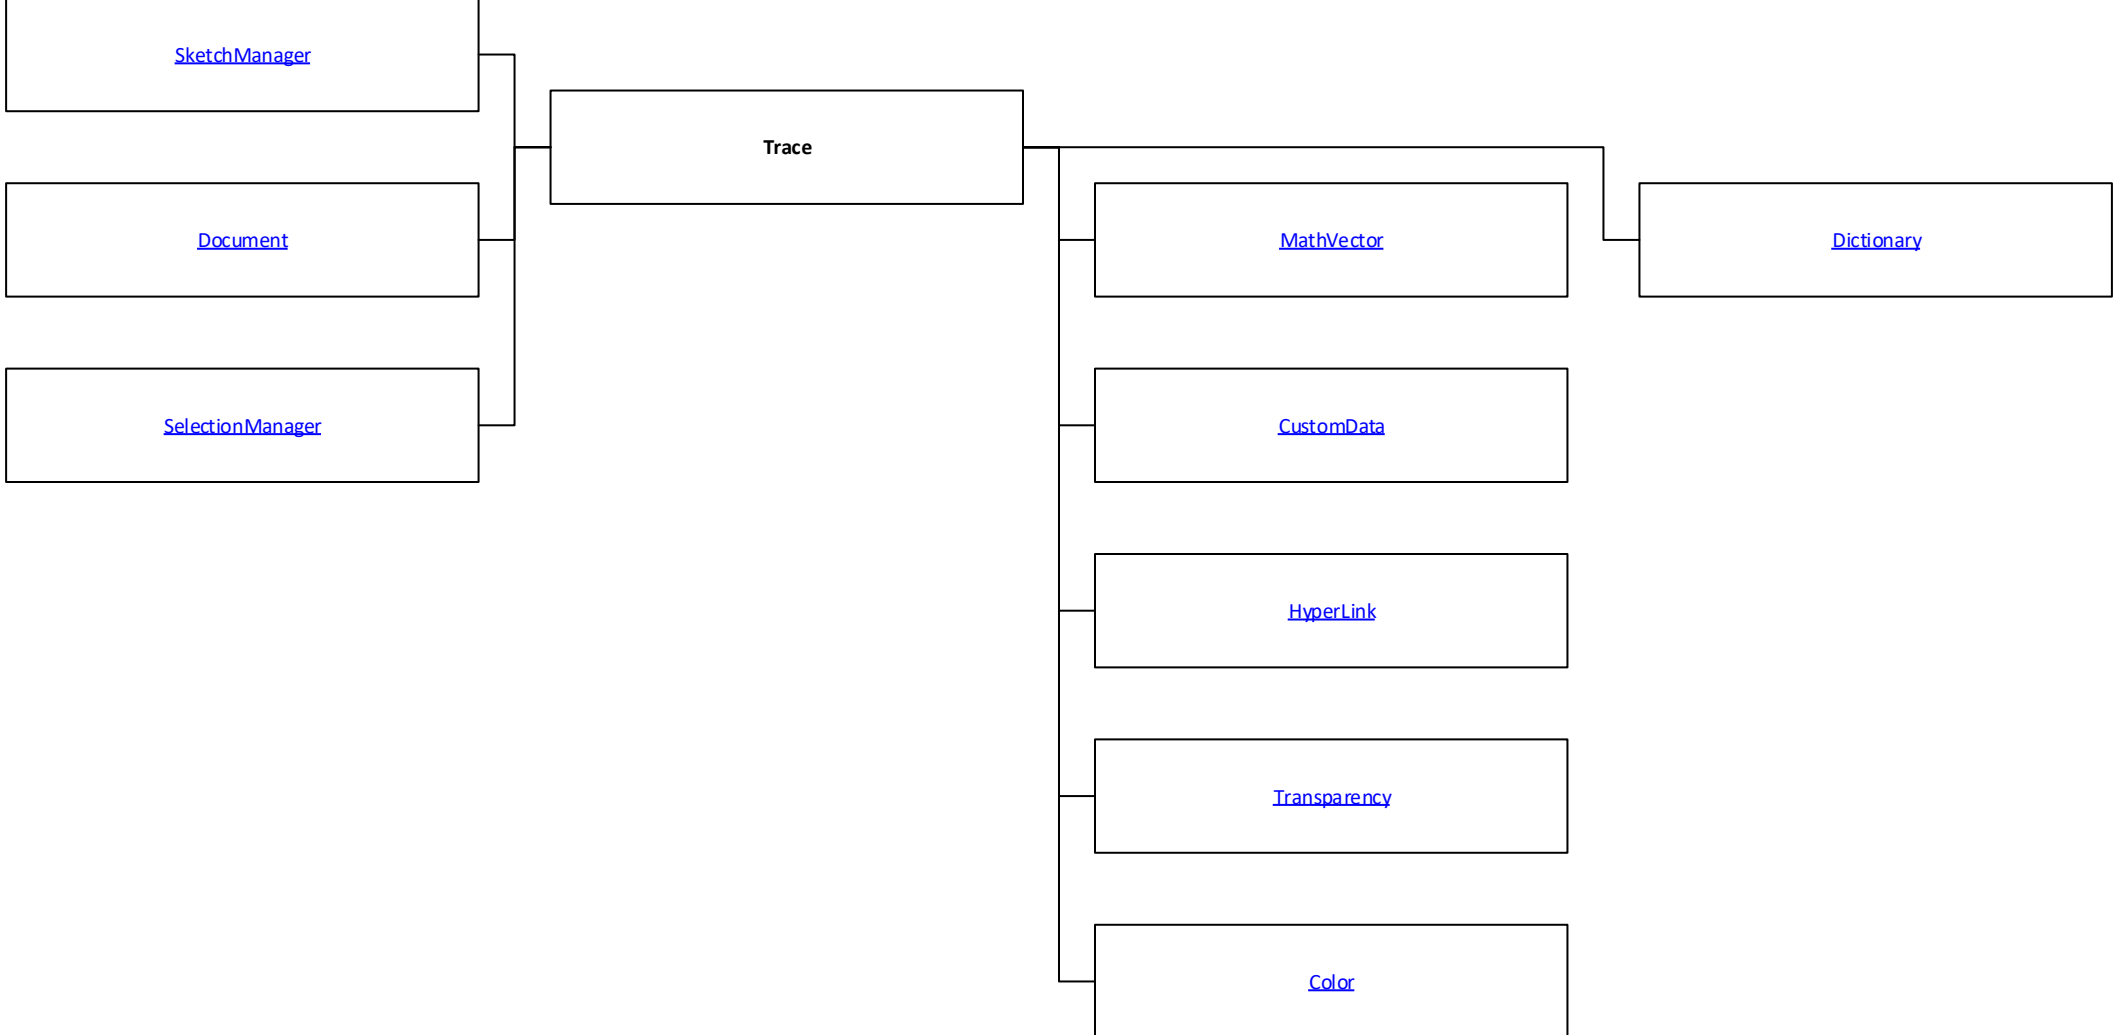 SketchManager
Trace
Document
MathVector
Dictionary
SelectionManager
CustomData
HyperLink
Transparency
Color